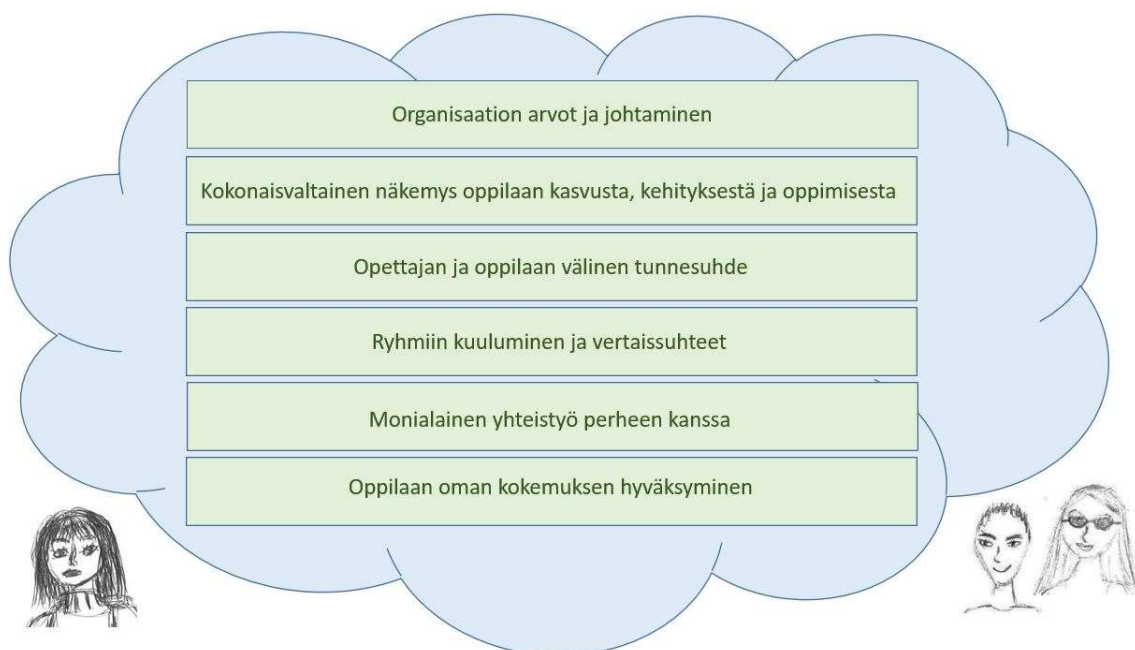 Organisaation arvot ja johtaminen
Kokonaisvaltainen näkemys oppilaan kasvusta, kehityksestä ja oppimisesta
Opettajan ja oppilaan välinen tunnesuhde
Ryhmiin kuuluminen ja vertaissuhteet
Monialainen yhteistyö perheen kanssa
Oppilaan oman kokemuksen hyväksyminen